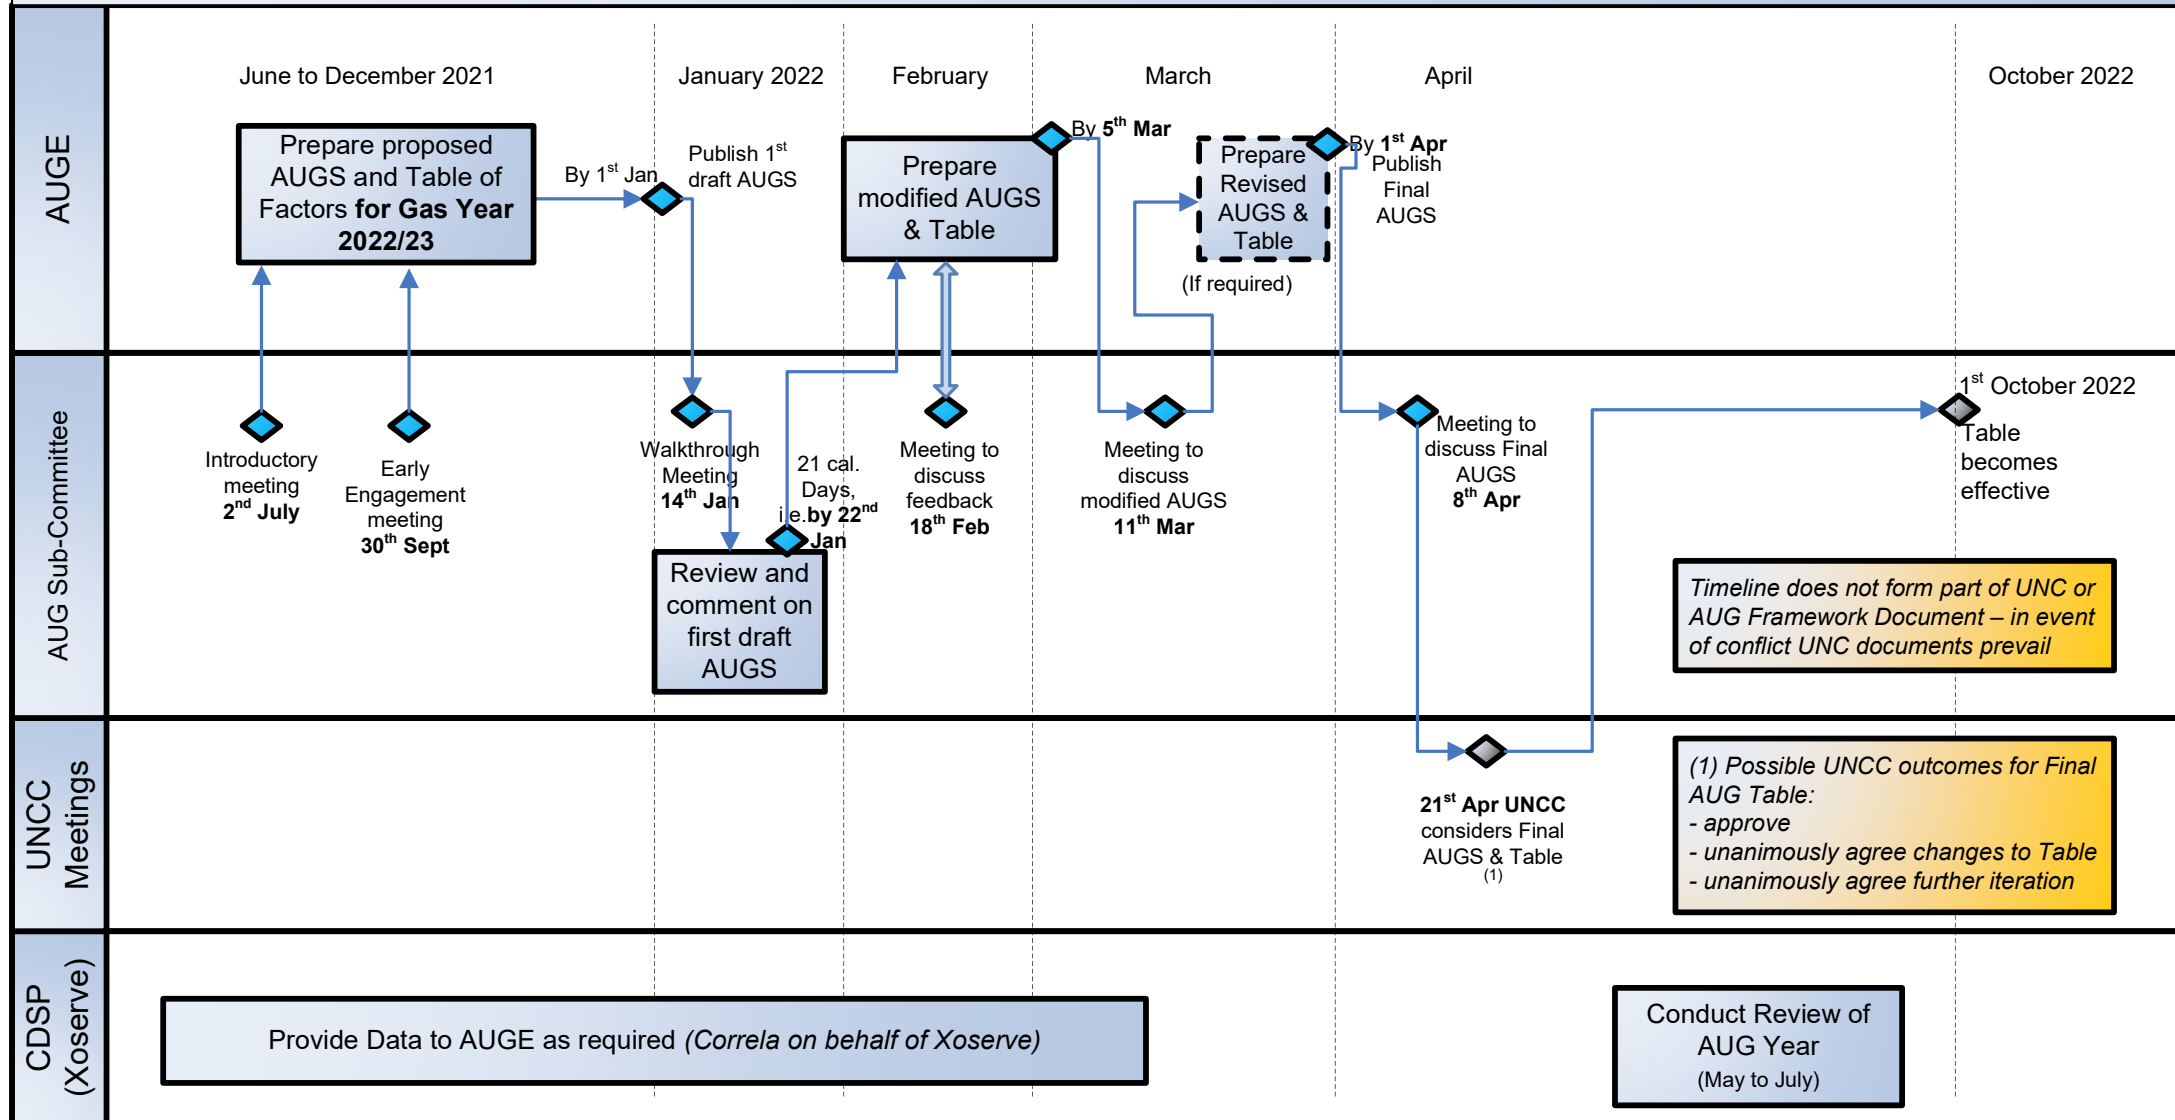 June to December 2021
January 2022
February
March
April
October 2022
AUGE
Prepare proposed
AUGS and Table of
Factors for Gas Year
2022/23
By 1st Jan
Publish 1st
draft AUGS
Prepare
modified AUGS
& Table
By 5th Mar
Prepare
Revised
AUGS &
Table
(If required)
By 1st Apr
Publish
Final
AUGS
AUG Sub-Committee
Introductory
meeting
2nd July
Early
Engagement
meeting
30th Sept
Walkthrough
Meeting
14th Jan
21 cal.
Days,
i.e.by 22nd
Jan
Review and
comment on
first draft
AUGS
Meeting to
discuss
feedback
18th Feb
Meeting to
discuss
modified AUGS
11th Mar
Meeting to
discuss Final
AUGS
8th Apr
1st October 2022
Table
becomes
effective
Timeline does not form part of UNC or
AUG Framework Document – in event
of conflict UNC documents prevail
UNCC
Meetings
21st Apr UNCC
considers Final
AUGS & Table
(1)
(1) Possible UNCC outcomes for Final
AUG Table:
- approve
- unanimously agree changes to Table
- unanimously agree further iteration
CDSP
(Xoserve)
Provide Data to AUGE as required (Correla on behalf of Xoserve)
Conduct Review of
AUG Year
(May to July)